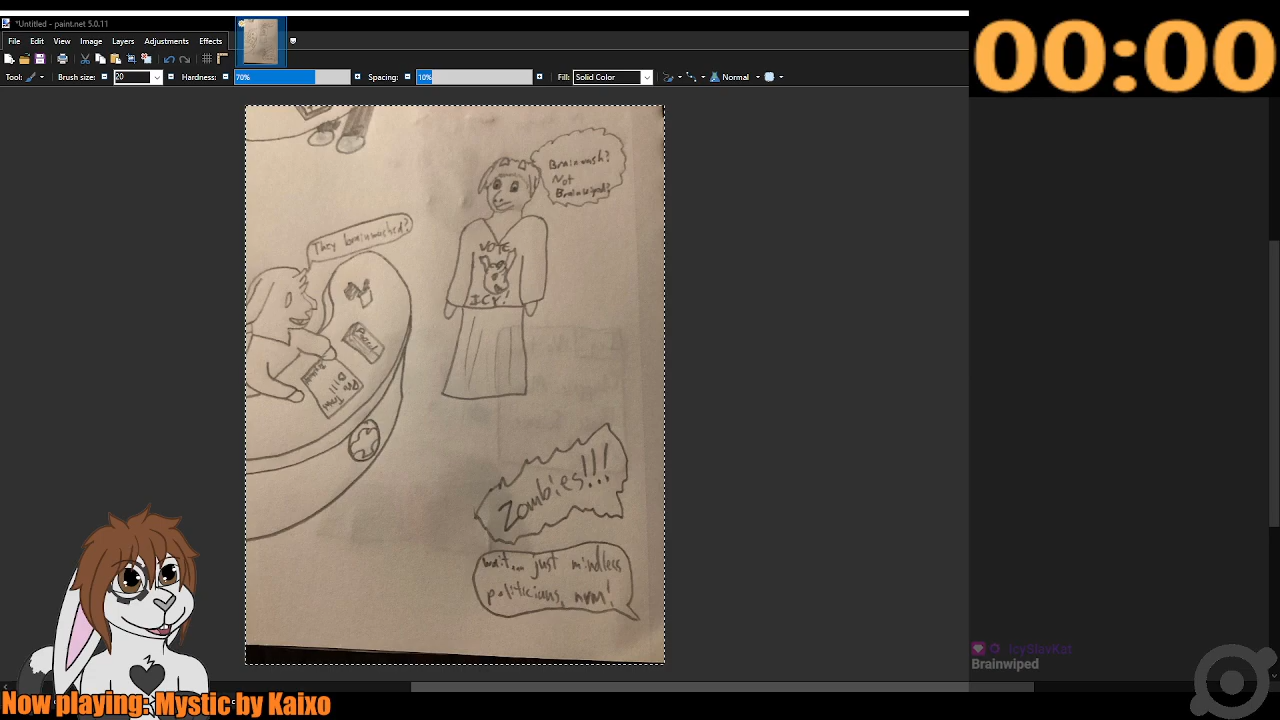 *Untitled - paint.net 5.0.11
File Edit View Image Layers Adjustments Effects
Tool: Brush size: 20 Hardness: 70% Spacing: 10% Fill: Solid Color Normal
00:00
Brainwash?
Not
Brainwiped?
They brainwashed?
VOTE
ICY!
Zombies!!!
wait... just mindless
politicians, nvm!
IcySlavKat
Brainwiped
Now playing: Mystic by Kaixo